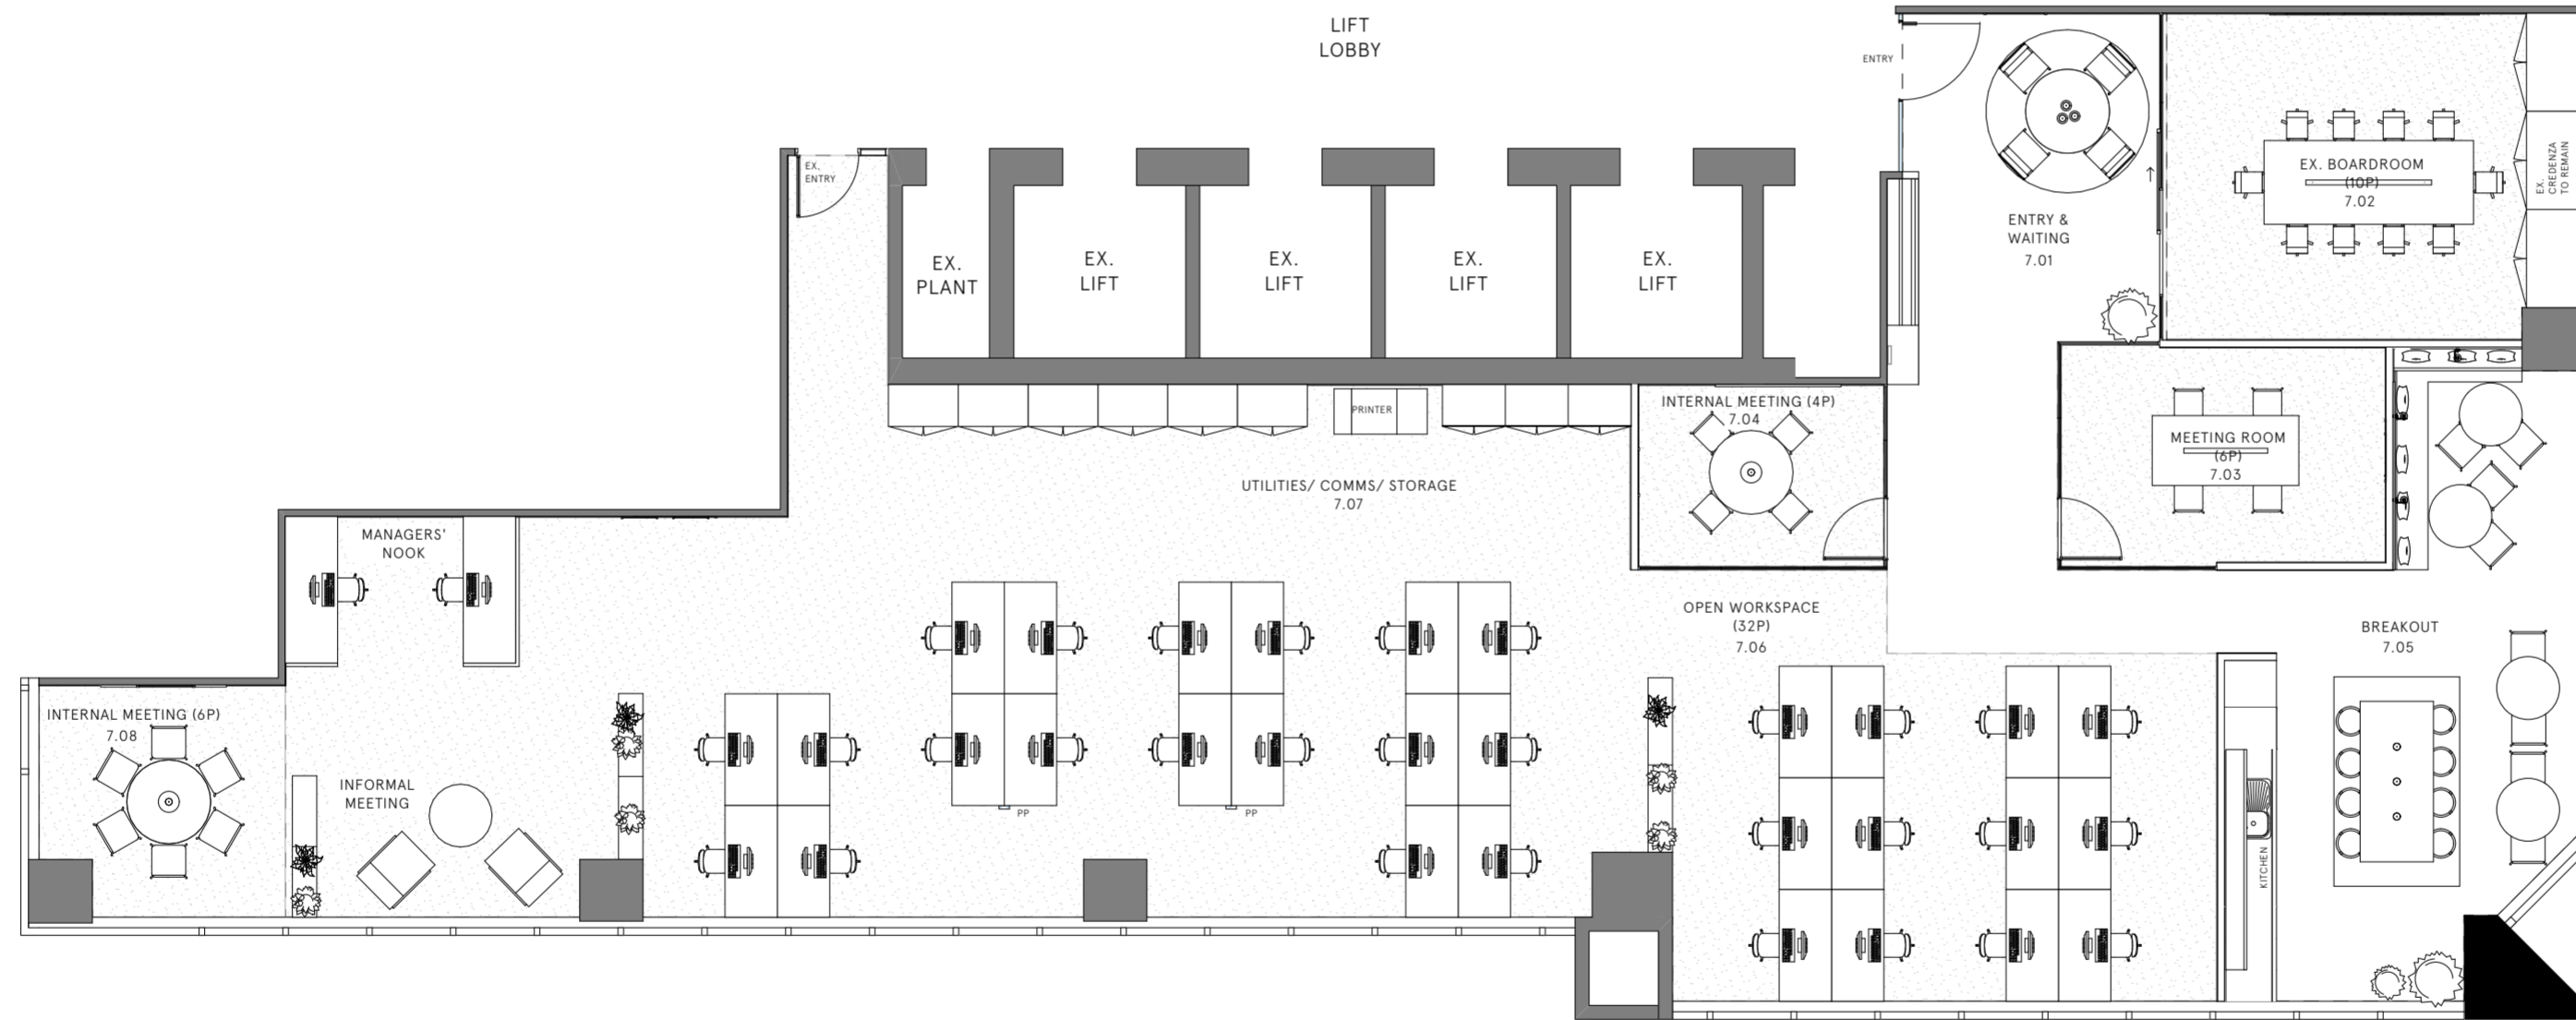 LIFT
LOBBY
ENTRY
EX.
ENTRY
EX.
PLANT
EX.
LIFT
EX.
LIFT
EX.
LIFT
EX.
LIFT
ENTRY &
WAITING
7.01
EX. BOARDROOM
(10P)
7.02
EX.
CREDENZA
TO REMAIN
PRINTER
INTERNAL MEETING (4P)
7.04
MEETING ROOM
(6P)
7.03
UTILITIES/ COMMS/ STORAGE
7.07
MANAGERS'
NOOK
OPEN WORKSPACE
(32P)
7.06
BREAKOUT
7.05
INTERNAL MEETING (6P)
7.08
INFORMAL
MEETING
PP
PP
KITCHEN